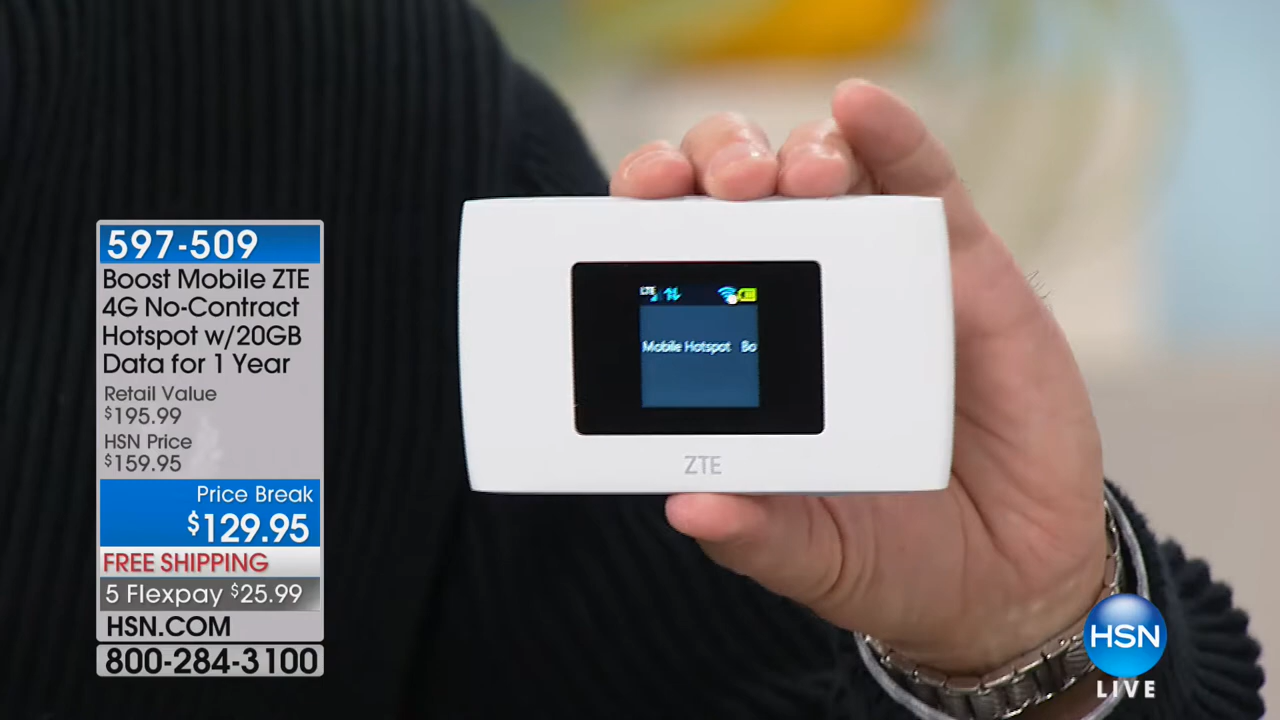 597-509
Boost Mobile ZTE
4G No-Contract
Hotspot w/20GB
Data for 1 Year
Retail Value
$195.99
HSN Price
$159.95
Price Break
$129.95
FREE SHIPPING
5 Flexpay $25.99
HSN.COM
800-284-3100
LTE
Mobile Hotspot Bo
ZTE
HSN
LIVE